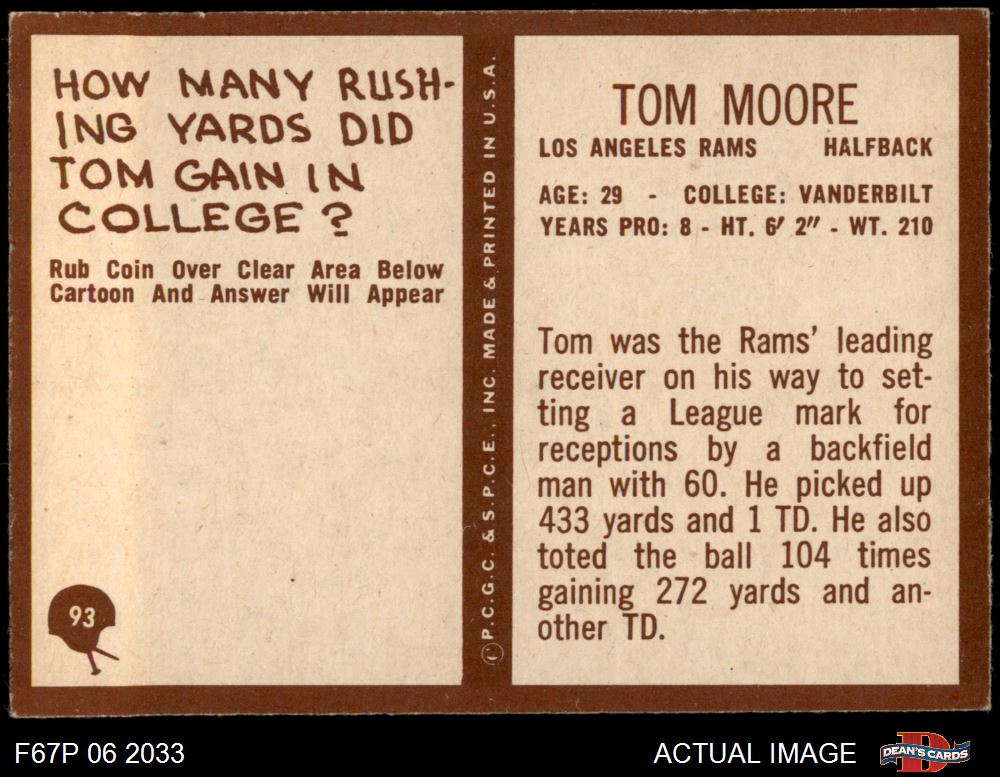 HOW MANY RUSH-
ING YARDS DID
TOM GAIN IN
COLLEGE ?
Rub Coin Over Clear Area Below
Cartoon And Answer Will Appear
93
©P.C.G.C. & S.P.C.E., INC. MADE & PRINTED IN U.S.A.
TOM MOORE
LOS ANGELES RAMS HALFBACK
AGE: 29 - COLLEGE: VANDERBILT
YEARS PRO: 8 - HT. 6' 2" - WT. 210
Tom was the Rams' leading
receiver on his way to set-
ting a League mark for
receptions by a backfield
man with 60. He picked up
433 yards and 1 TD. He also
toted the ball 104 times
gaining 272 yards and an-
other TD.
F67P 06 2033
ACTUAL IMAGE
D
DEAN'S CARDS